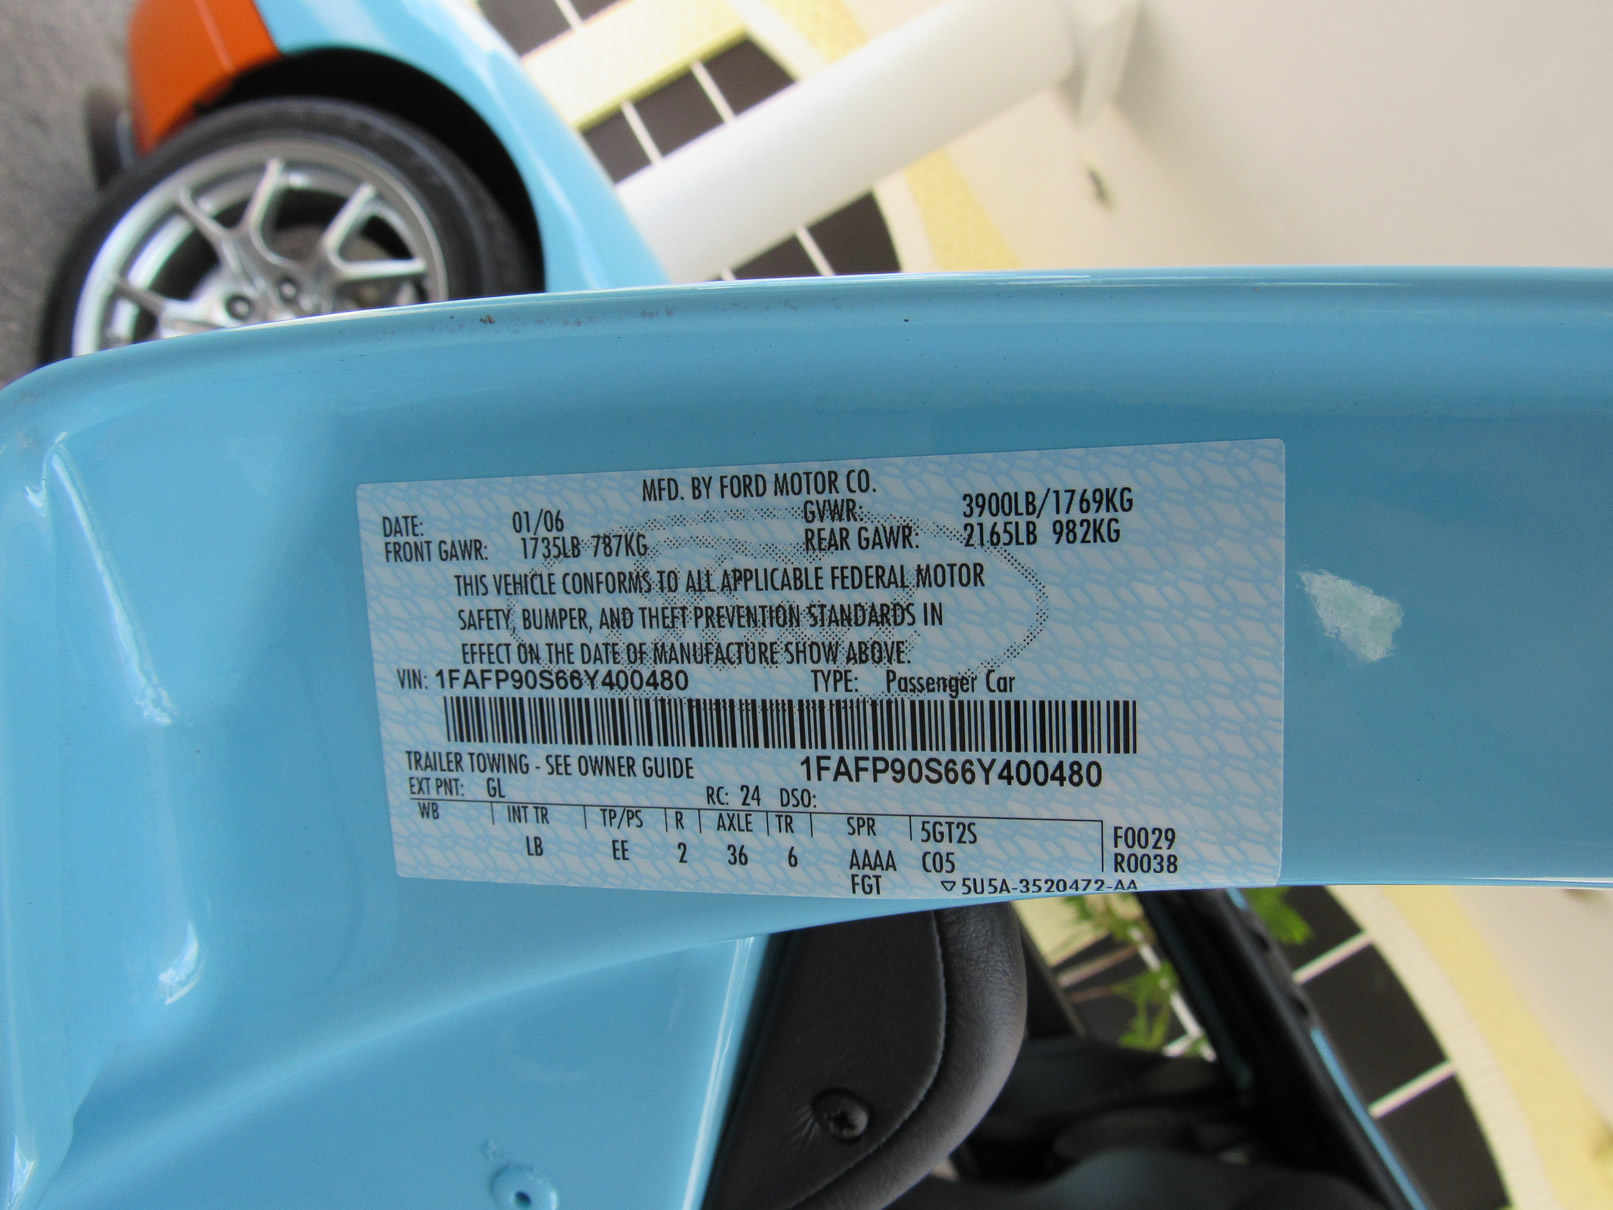 MFD. BY FORD MOTOR CO.
DATE: 01/06 GVWR: 3900LB/1769KG
FRONT GAWR: 1735LB 787KG REAR GAWR: 2165LB 982KG
THIS VEHICLE CONFORMS TO ALL APPLICABLE FEDERAL MOTOR
SAFETY, BUMPER, AND THEFT PREVENTION STANDARDS IN
EFFECT ON THE DATE OF MANUFACTURE SHOW ABOVE.
VIN: 1FAFP90S66Y400480 TYPE: Passenger Car
TRAILER TOWING - SEE OWNER GUIDE 1FAFP90S66Y400480
EXT PNT: GL RC: 24 DSO:
WB INT TR TP/PS R AXLE TR SPR 5GT2S F0029
LB EE 2 36 6 AAAA C05 R0038
FGT ▽5U5A-3520472-AA